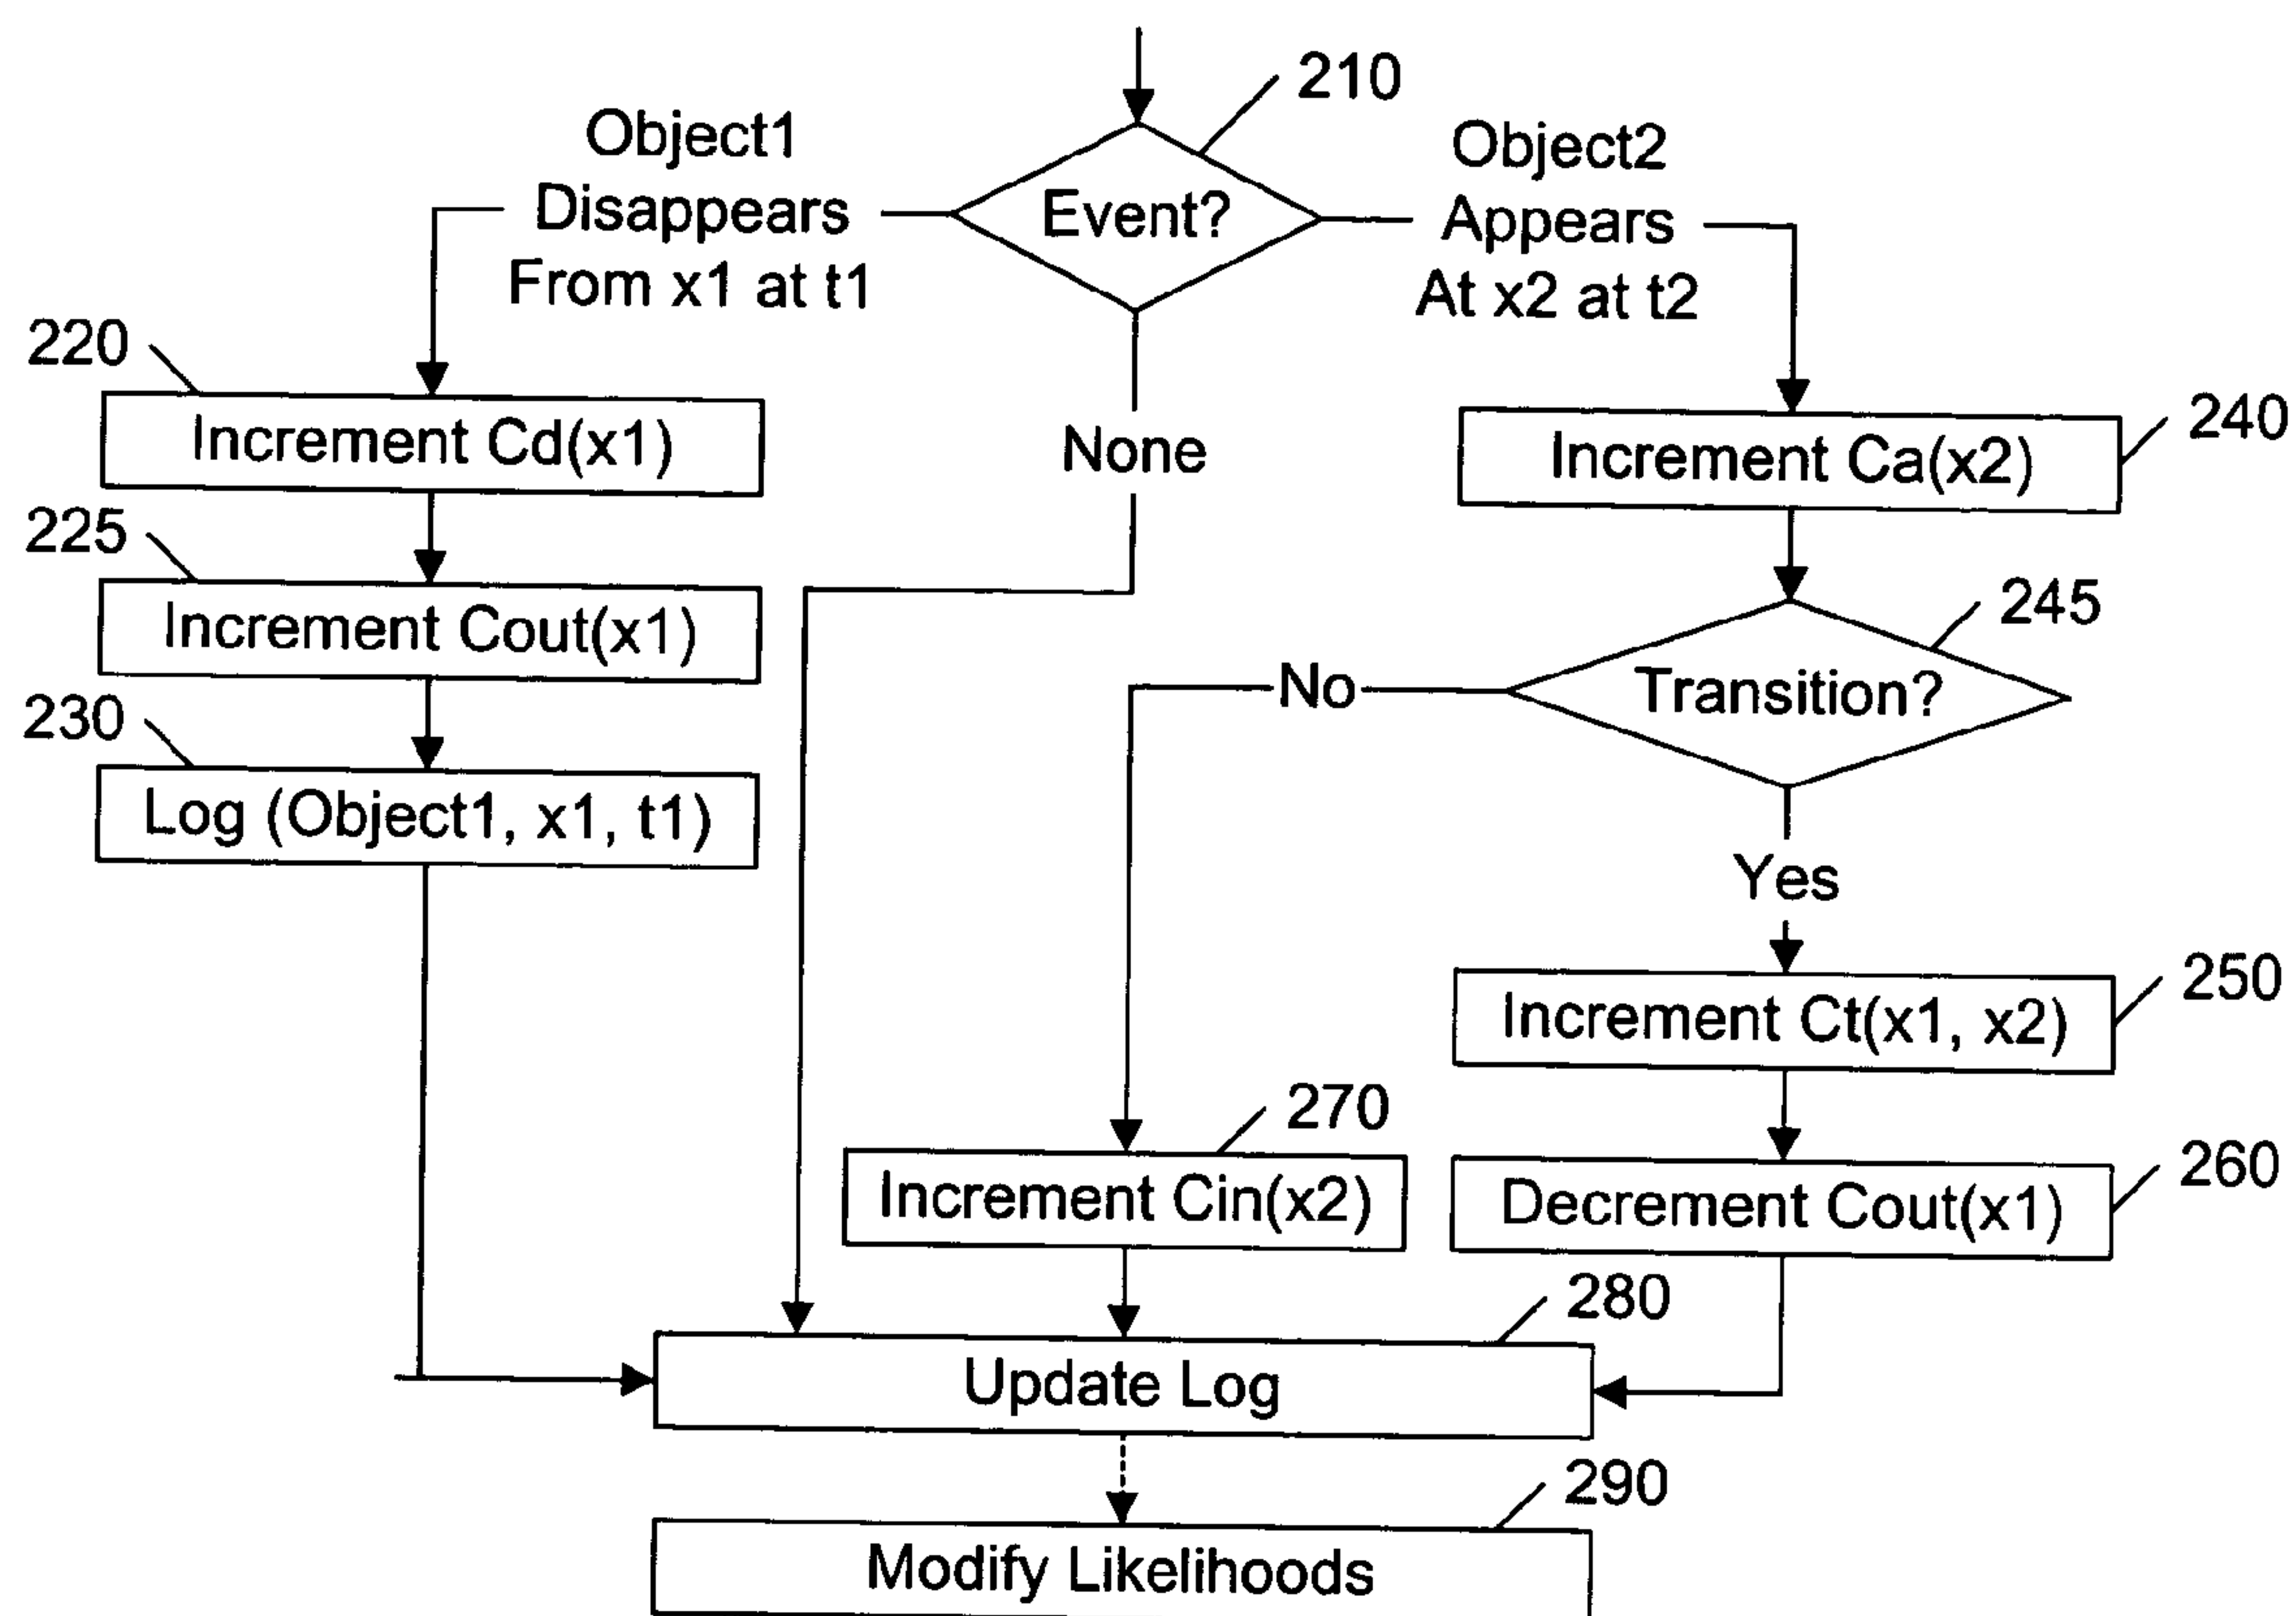 210
Object1
Disappears
From x1 at t1
Event?
Object2
Appears
At x2 at t2
220
Increment Cd(x1)
None
Increment Ca(x2)
240
225
Increment Cout(x1)
245
Transition?
No
230
Log (Object1, x1, t1)
Yes
250
Increment Ct(x1, x2)
270
Increment Cin(x2)
260
Decrement Cout(x1)
280
Update Log
290
Modify Likelihoods